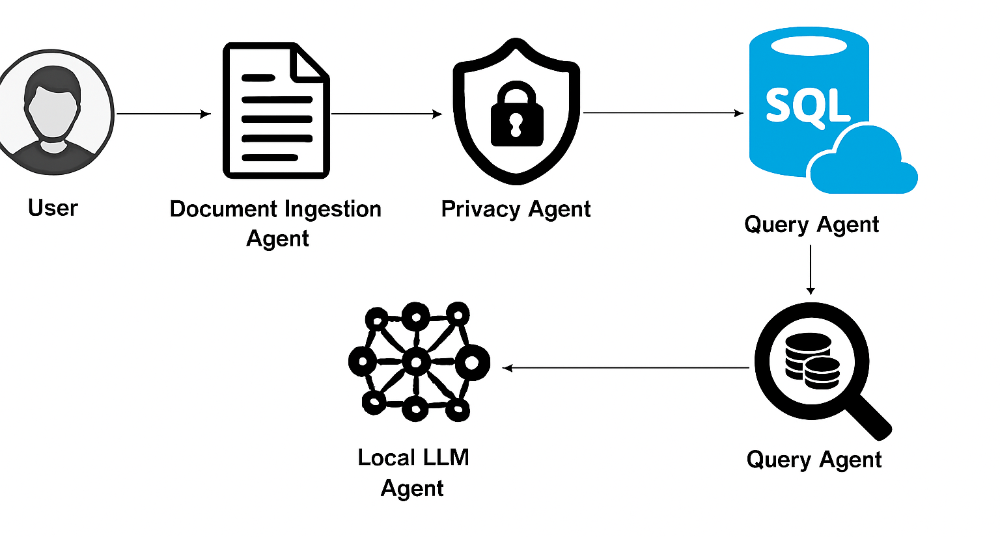 SQL
User
Document Ingestion
Agent
Privacy Agent
Query Agent
Local LLM
Agent
Query Agent